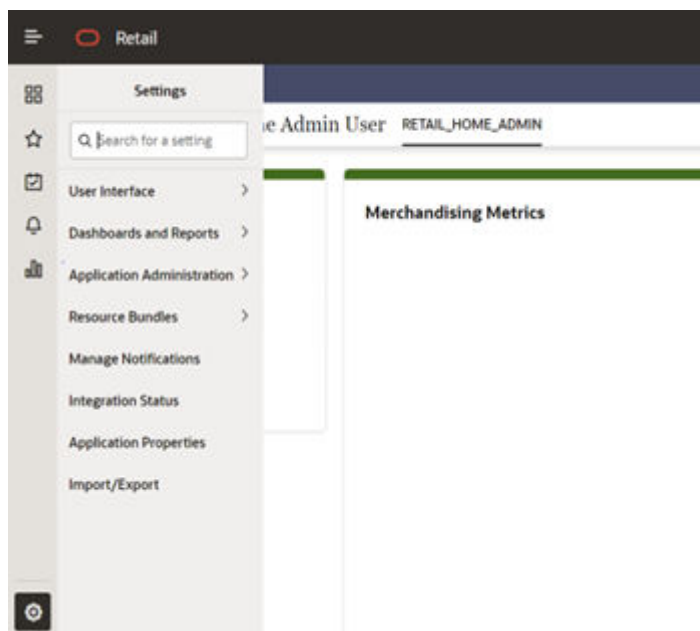 Retail
Settings
Search for a setting
User Interface
Dashboards and Reports
Application Administration
Resource Bundles
Manage Notifications
Integration Status
Application Properties
Import/Export
Admin User RETAIL_HOME_ADMIN
Merchandising Metrics